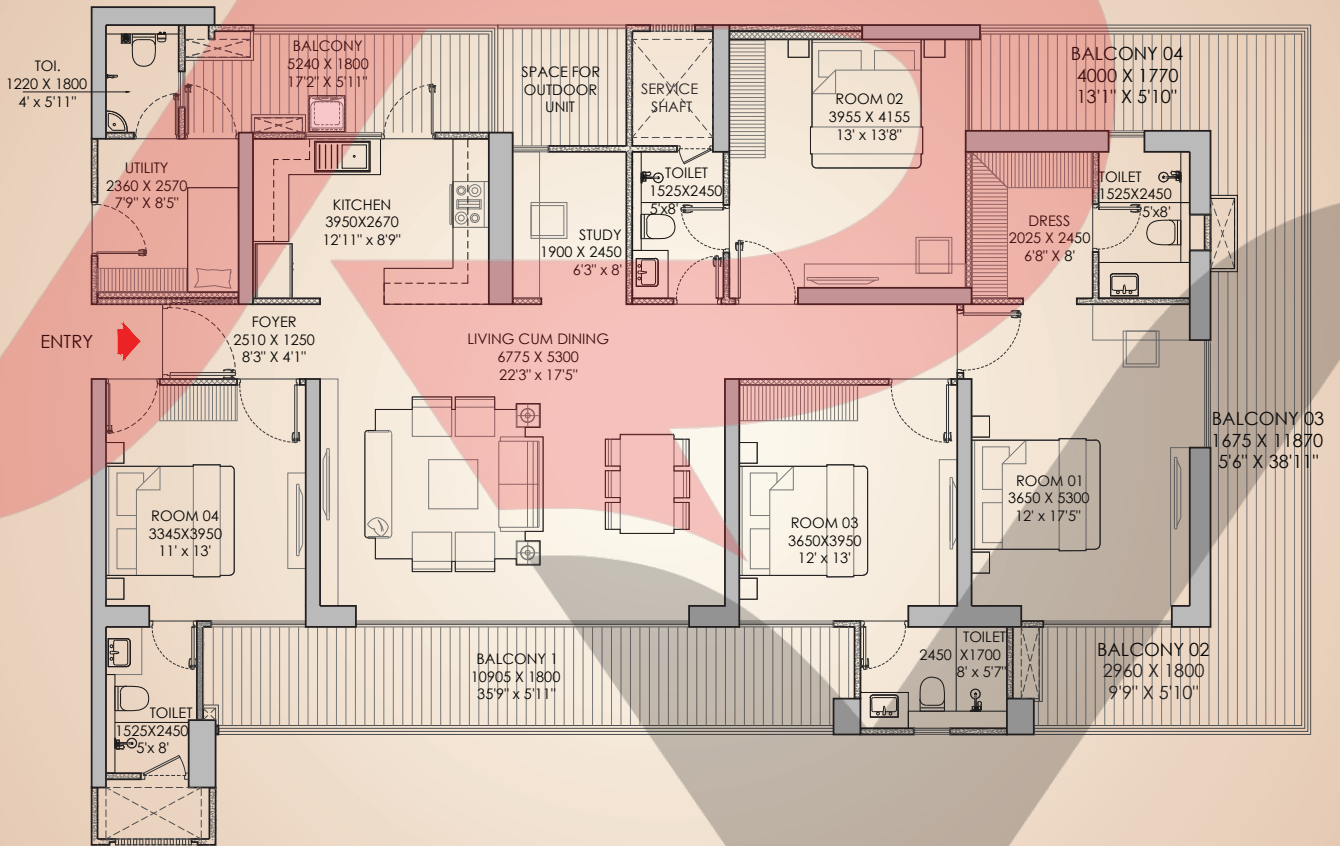 TOI.
1220 X 1800
4' x 5'11"
BALCONY
5240 X 1800
17'2" X 5'11"
SPACE FOR
OUTDOOR
UNIT
SERVICE
SHAFT
ROOM 02
3955 X 4155
13' x 13'8"
BALCONY 04
4000 X 1770
13'1" X 5'10"
UTILITY
2360 X 2570
7'9" X 8'5"
KITCHEN
3950X2670
12'11" x 8'9"
STUDY
1900 X 2450
6'3" x 8'
TOILET
1525X2450
5'x8'
DRESS
2025 X 2450
6'8" X 8'
TOILET
1525X2450
5'x8'
ENTRY
FOYER
2510 X 1250
8'3" X 4'1"
LIVING CUM DINING
6775 X 5300
22'3" x 17'5"
BALCONY 03
1675 X 11870
5'6" X 38'11"
ROOM 04
3345X3950
11' x 13'
ROOM 03
3650X3950
12' x 13'
ROOM 01
3650 X 5300
12' x 17'5"
BALCONY 1
10905 X 1800
35'9" x 5'11"
TOILET
2450 X1700
8' x 5'7"
BALCONY 02
2960 X 1800
9'9" X 5'10"
TOILET
1525X2450
5'x 8'